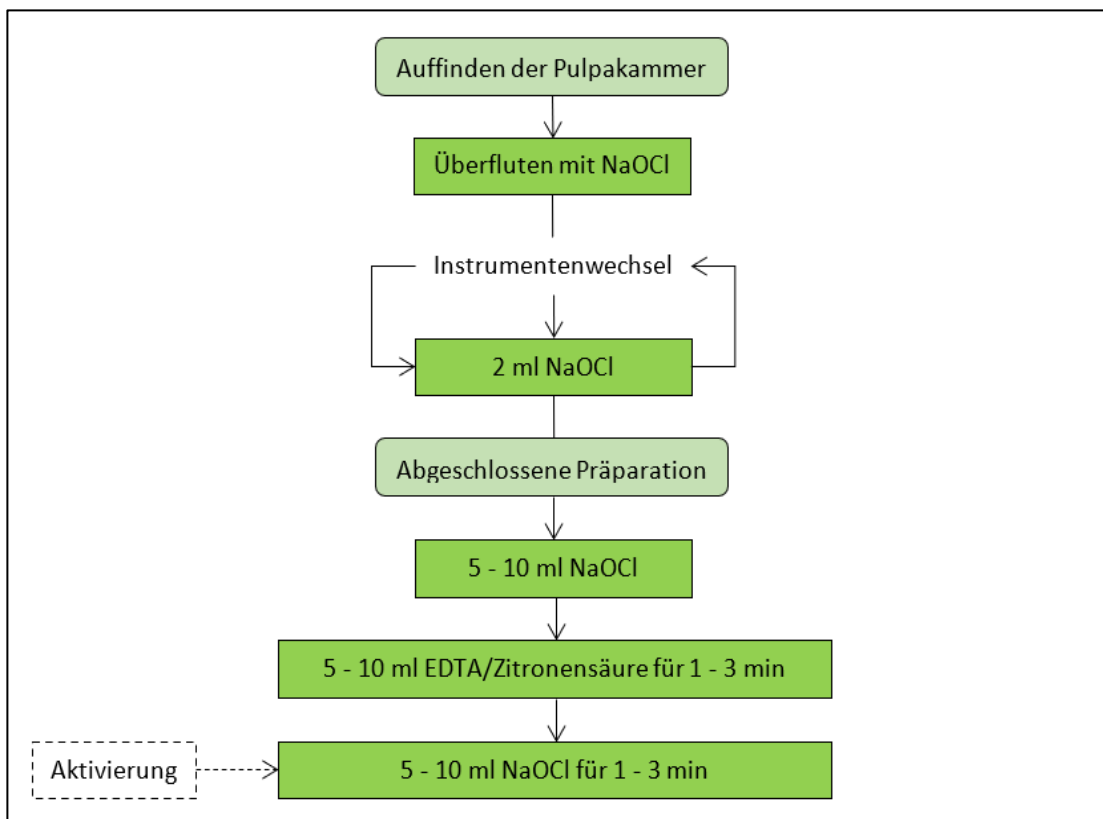 Auffinden der Pulpakammer
Überfluten mit NaOCl
Instrumentenwechsel
2 ml NaOCl
Abgeschlossene Präparation
5 - 10 ml NaOCl
5 - 10 ml EDTA/Zitronensäure für 1 - 3 min
Aktivierung
5 - 10 ml NaOCl für 1 - 3 min